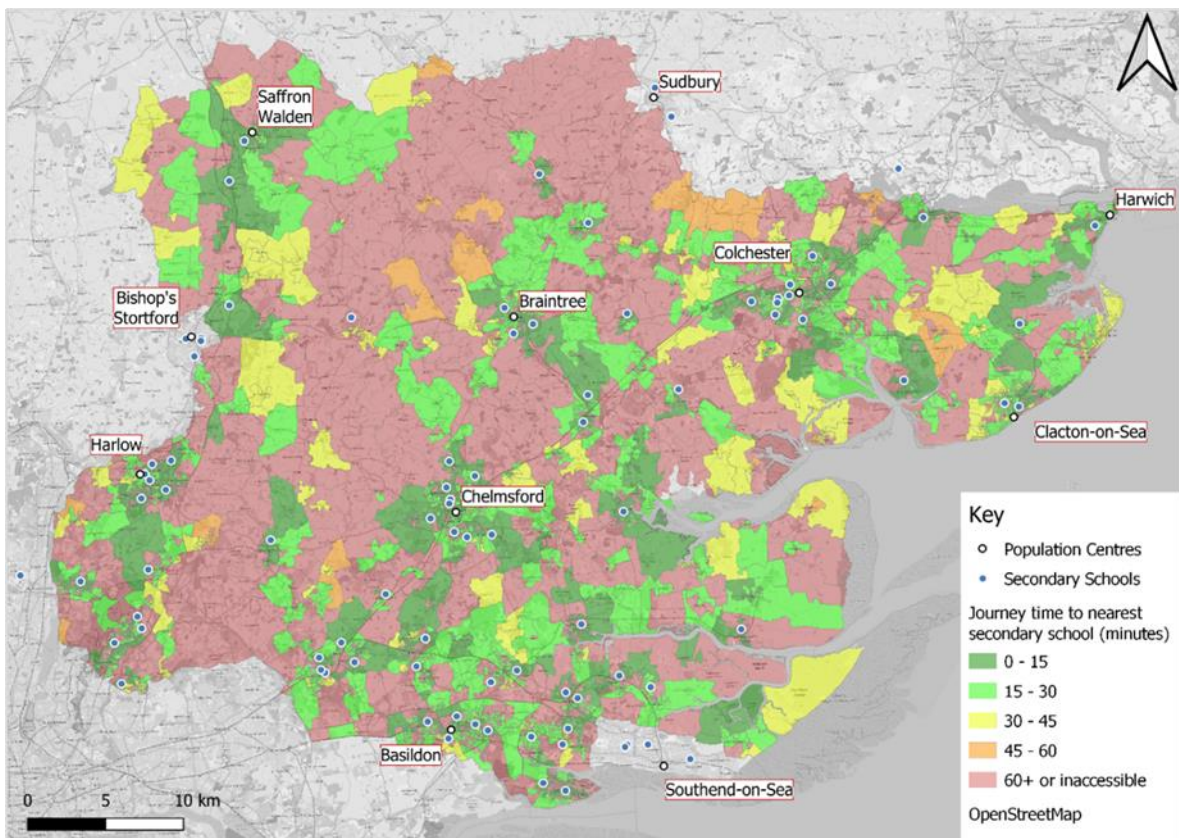 Sudbury
Saffron
Walden
Harwich
Colchester
Bishop's
Stortford
Braintree
Clacton-on-Sea
Harlow
Chelmsford
Basildon
Southend-on-Sea
0 5 10 km
Key
Population Centres
Secondary Schools
Journey time to nearest
secondary school (minutes)
0 - 15
15 - 30
30 - 45
45 - 60
60+ or inaccessible
OpenStreetMap